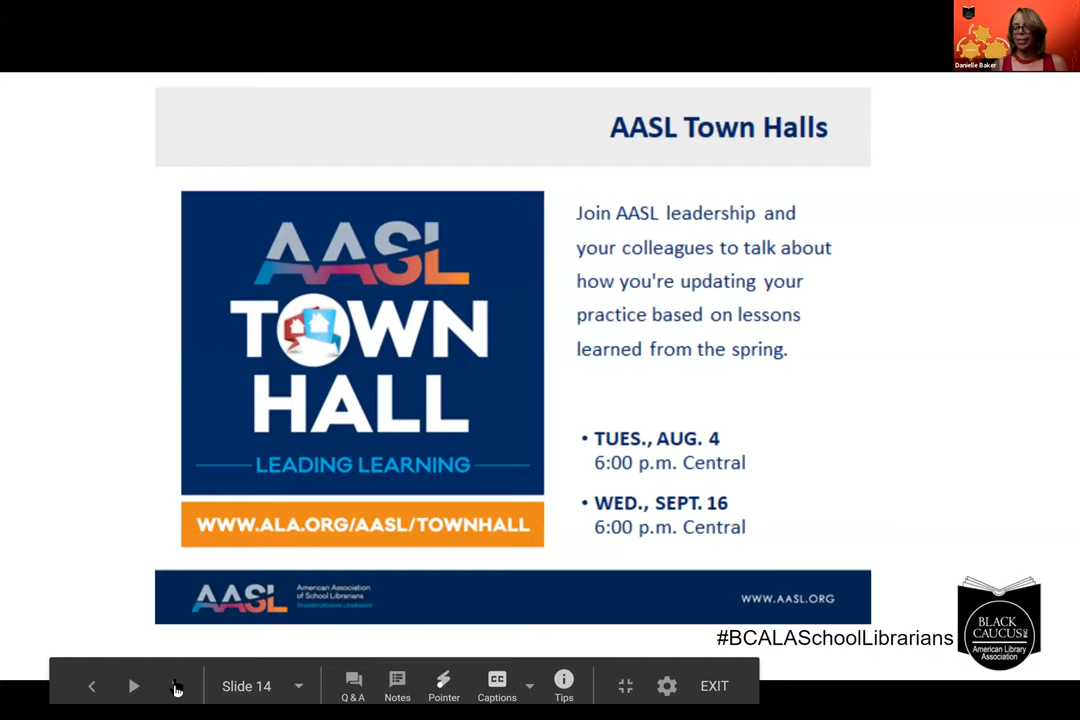 Danielle Baker
AASL Town Halls
AASL
TOWN
HALL
LEADING LEARNING
WWW.ALA.ORG/AASL/TOWNHALL
Join AASL leadership and
your colleagues to talk about
how you're updating your
practice based on lessons
learned from the spring.
• TUES., AUG. 4
6:00 p.m. Central
• WED., SEPT. 16
6:00 p.m. Central
AASL
American Association
of School Librarians
TRANSFORMING LEARNING
WWW.AASL.ORG
#BCALASchoolLibrarians
BLACK
CAUCUS
American Library
Association
Slide 14
Q & A
Notes
Pointer
Captions
CC
Tips
EXIT